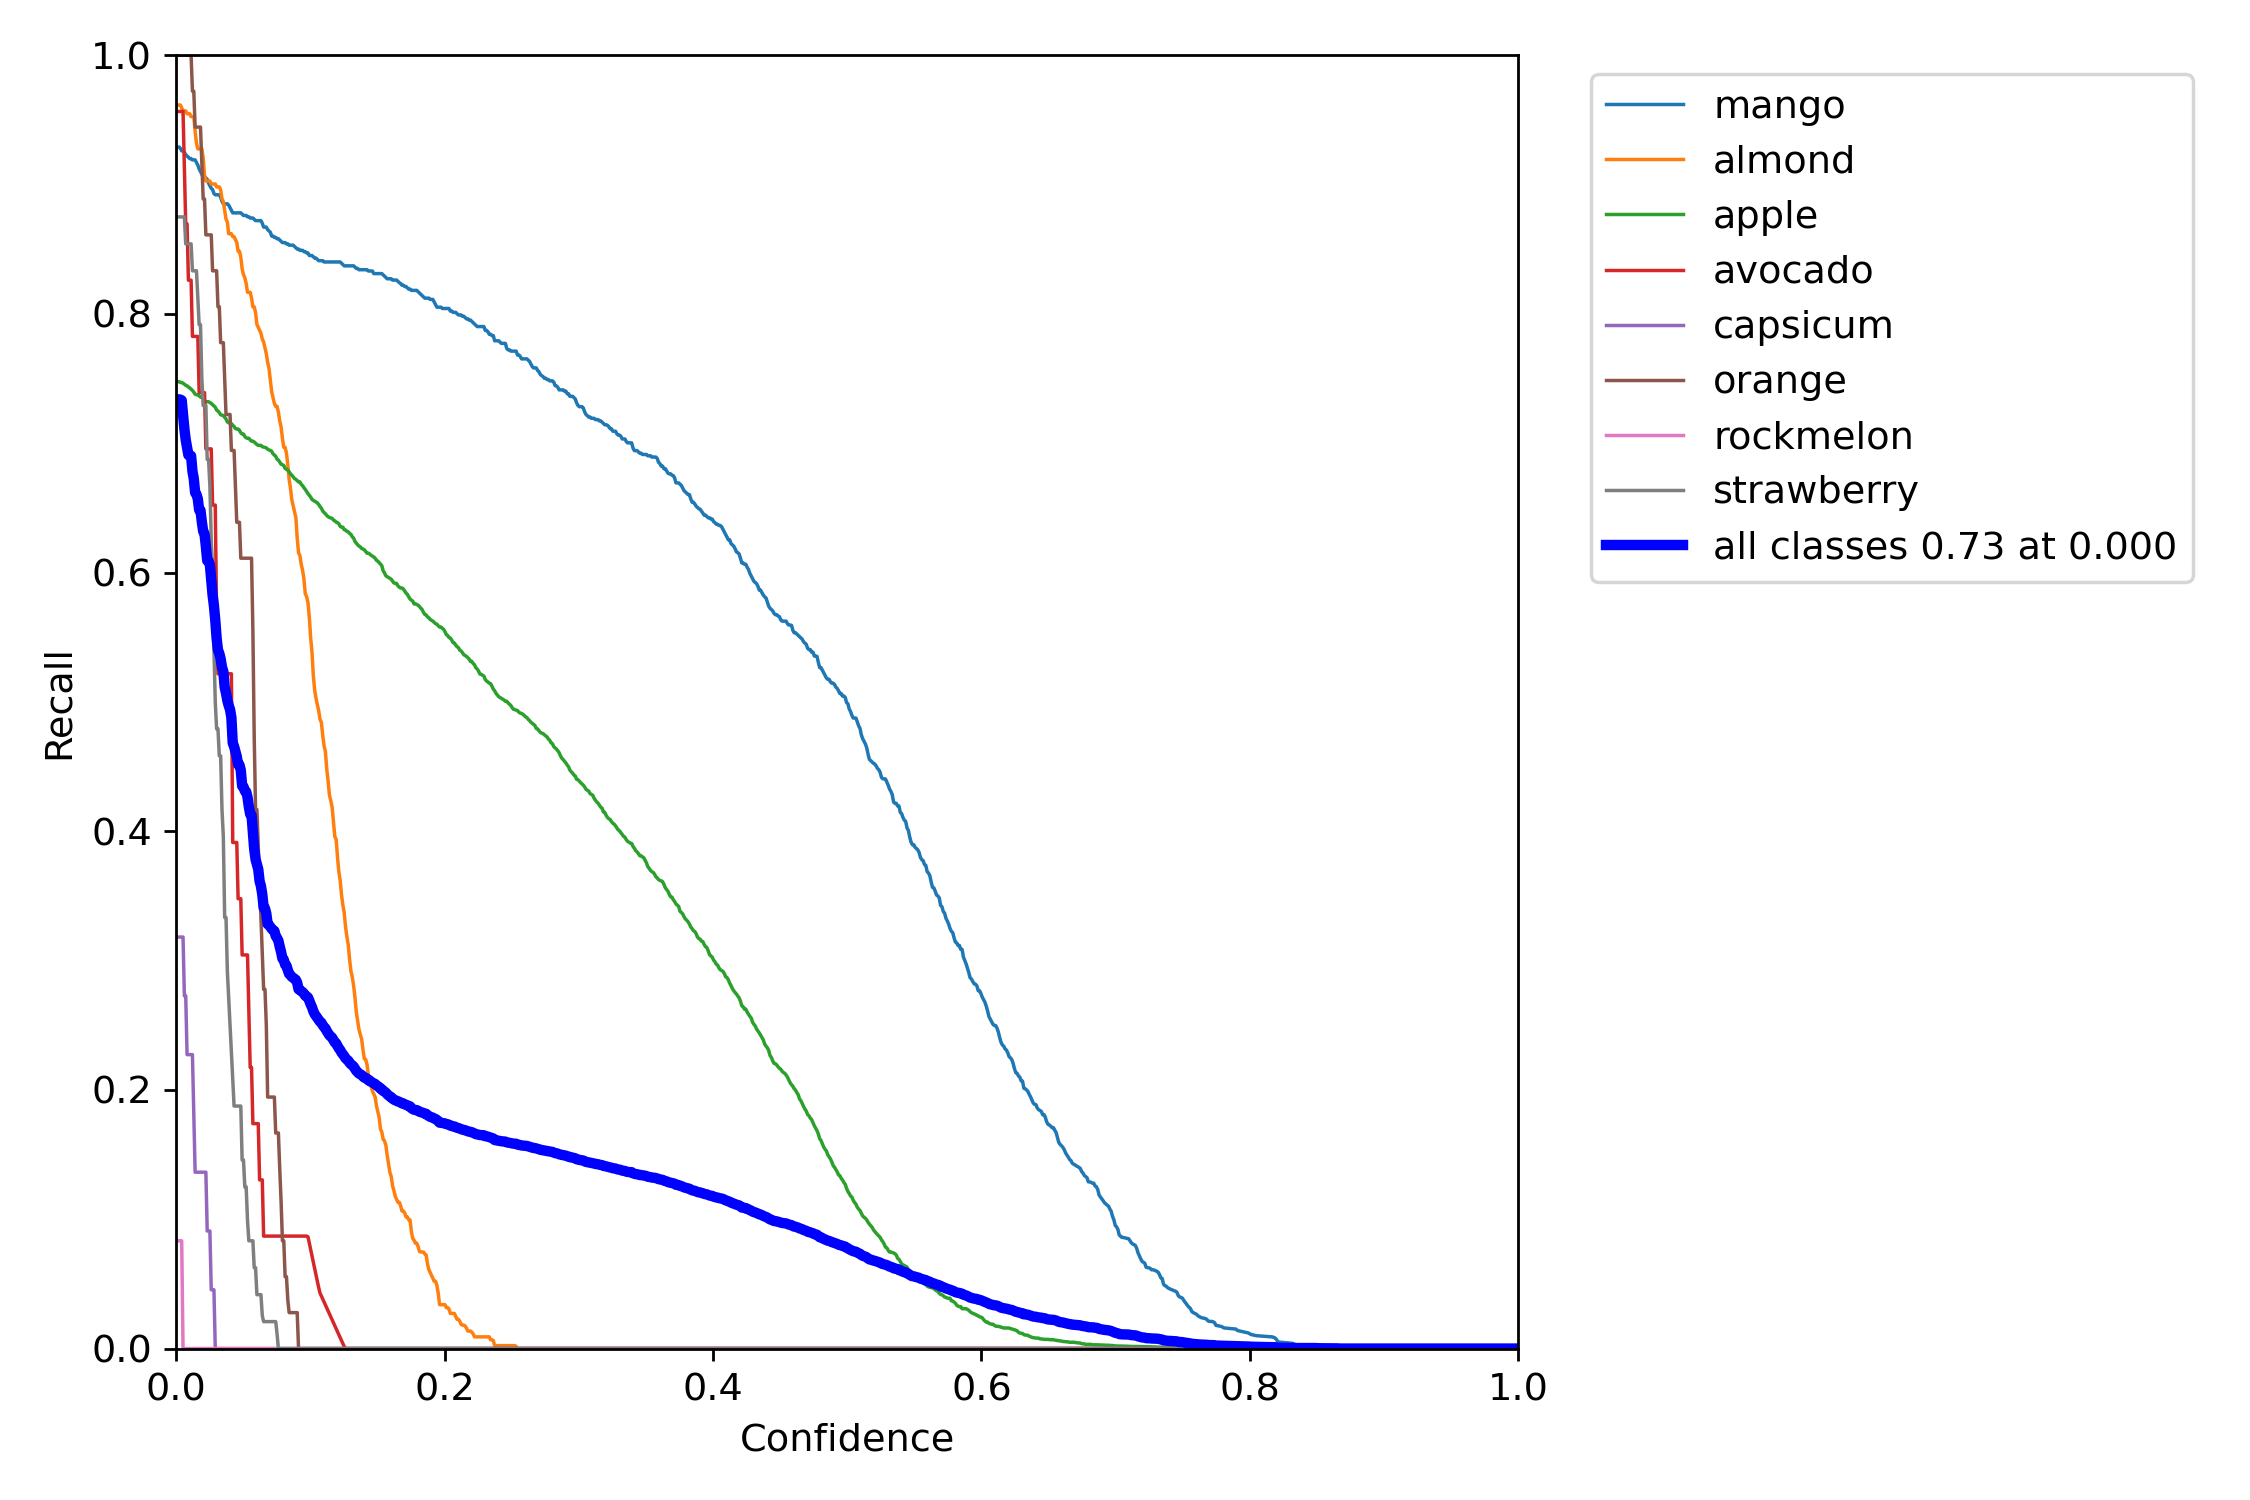 1.0
0.8
0.6
0.4
0.2
0.0
Recall
0.0 0.2 0.4 0.6 0.8 1.0
Confidence
mango
almond
apple
avocado
capsicum
orange
rockmelon
strawberry
all classes 0.73 at 0.000